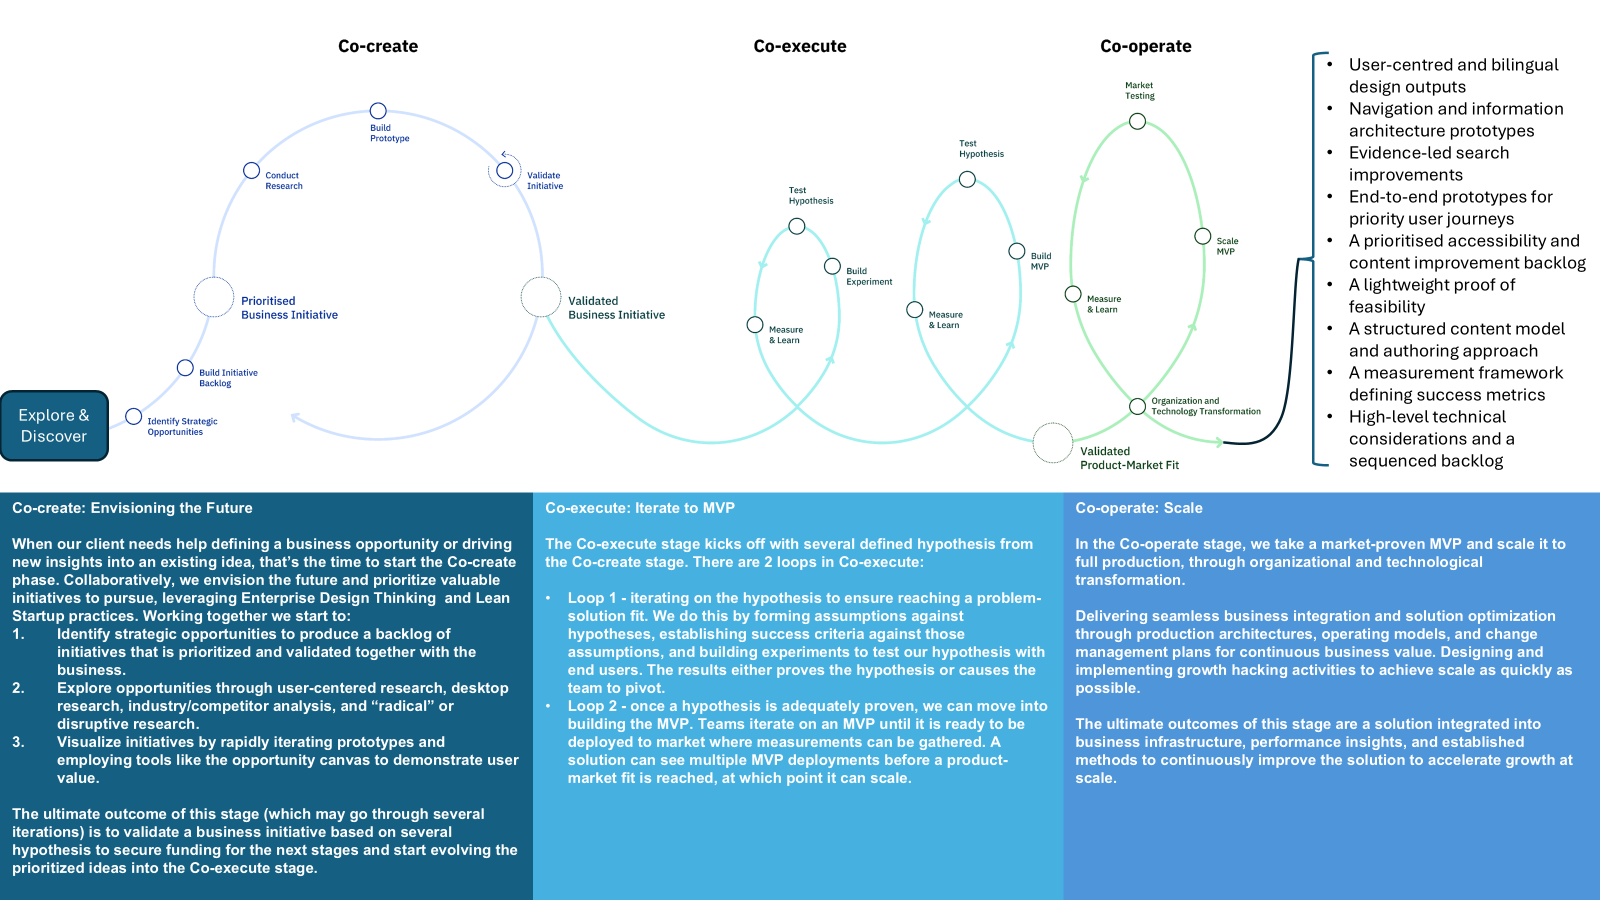 Co-create
Co-execute
Co-operate
Build
Prototype
Conduct
Research
Validate
Initiative
Prioritised
Business Initiative
Validated
Business Initiative
Build Initiative
Backlog
Identify Strategic
Opportunities
Explore &
Discover
Test
Hypothesis
Build
Experiment
Measure
& Learn
Test
Hypothesis
Build
MVP
Measure
& Learn
Market
Testing
Scale
MVP
Measure
& Learn
Organization and
Technology Transformation
Validated
Product-Market Fit
• User-centred and bilingual
design outputs
• Navigation and information
architecture prototypes
• Evidence-led search
improvements
• End-to-end prototypes for
priority user journeys
• A prioritised accessibility and
content improvement backlog
• A lightweight proof of
feasibility
• A structured content model
and authoring approach
• A measurement framework
defining success metrics
• High-level technical
considerations and a
sequenced backlog
Co-create: Envisioning the Future
When our client needs help defining a business opportunity or driving
new insights into an existing idea, that's the time to start the Co-create
phase. Collaboratively, we envision the future and prioritize valuable
initiatives to pursue, leveraging Enterprise Design Thinking and Lean
Startup practices. Working together we start to:
1. Identify strategic opportunities to produce a backlog of
initiatives that is prioritized and validated together with the
business.
2. Explore opportunities through user-centered research, desktop
research, industry/competitor analysis, and “radical” or
disruptive research.
3. Visualize initiatives by rapidly iterating prototypes and
employing tools like the opportunity canvas to demonstrate user
value.
The ultimate outcome of this stage (which may go through several
iterations) is to validate a business initiative based on several
hypothesis to secure funding for the next stages and start evolving the
prioritized ideas into the Co-execute stage.
Co-execute: Iterate to MVP
The Co-execute stage kicks off with several defined hypothesis from
the Co-create stage. There are 2 loops in Co-execute:
• Loop 1 - iterating on the hypothesis to ensure reaching a problem-
solution fit. We do this by forming assumptions against
hypotheses, establishing success criteria against those
assumptions, and building experiments to test our hypothesis with
end users. The results either proves the hypothesis or causes the
team to pivot.
• Loop 2 - once a hypothesis is adequately proven, we can move into
building the MVP. Teams iterate on an MVP until it is ready to be
deployed to market where measurements can be gathered. A
solution can see multiple MVP deployments before a product-
market fit is reached, at which point it can scale.
Co-operate: Scale
In the Co-operate stage, we take a market-proven MVP and scale it to
full production, through organizational and technological
transformation.
Delivering seamless business integration and solution optimization
through production architectures, operating models, and change
management plans for continuous business value. Designing and
implementing growth hacking activities to achieve scale as quickly as
possible.
The ultimate outcomes of this stage are a solution integrated into
business infrastructure, performance insights, and established
methods to continuously improve the solution to accelerate growth at
scale.